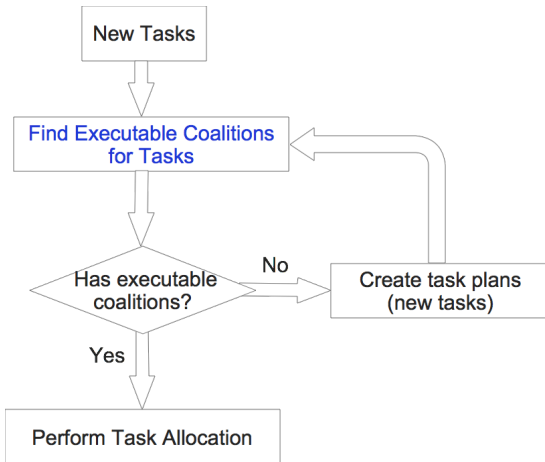 New Tasks
Find Executable Coalitions
for Tasks
Has executable
coalitions?
No
Create task plans
(new tasks)
Yes
Perform Task Allocation